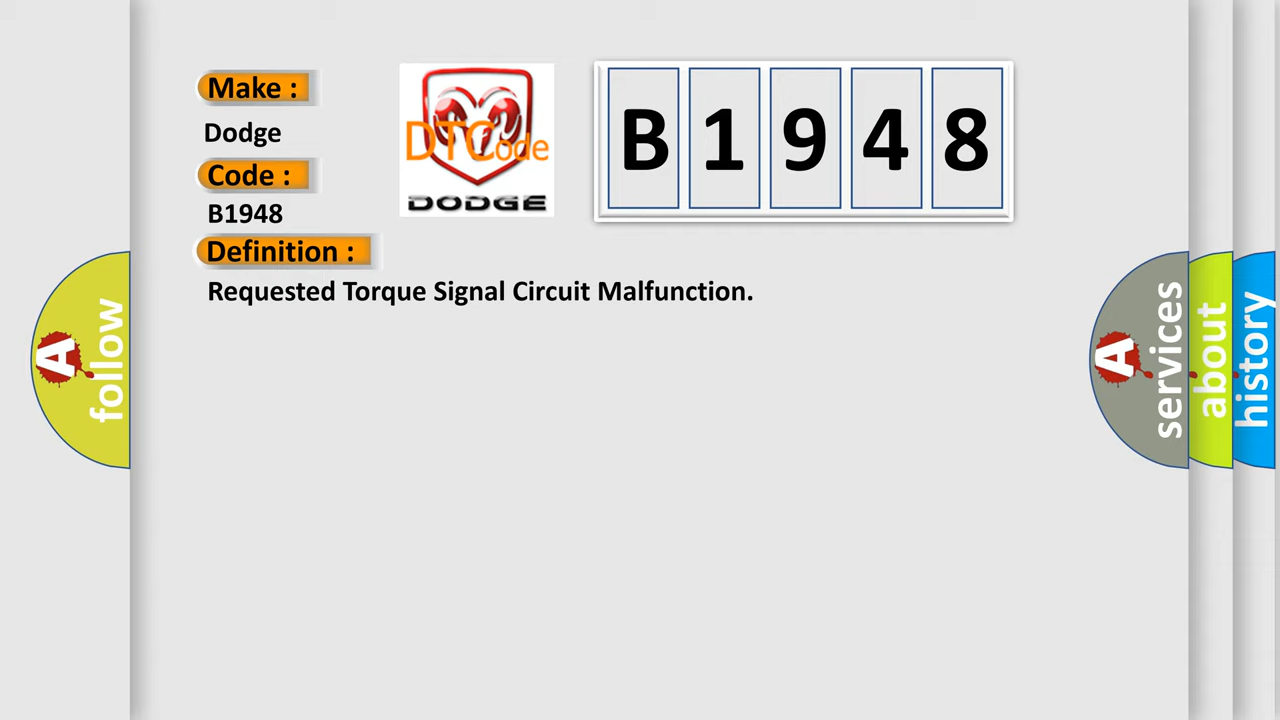 Make :
Dodge
Code :
B1948
Definition :
Requested Torque Signal Circuit Malfunction.
DTCode
DODGE
B 1 9 4 8
A follow
A services
about
history